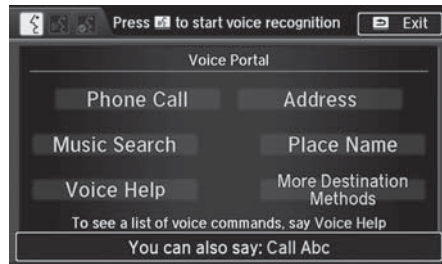 Press to start voice recognition
Exit
Voice Portal
Phone Call
Address
Music Search
Place Name
Voice Help
More Destination
Methods
To see a list of voice commands, say Voice Help
You can also say: Call Abc